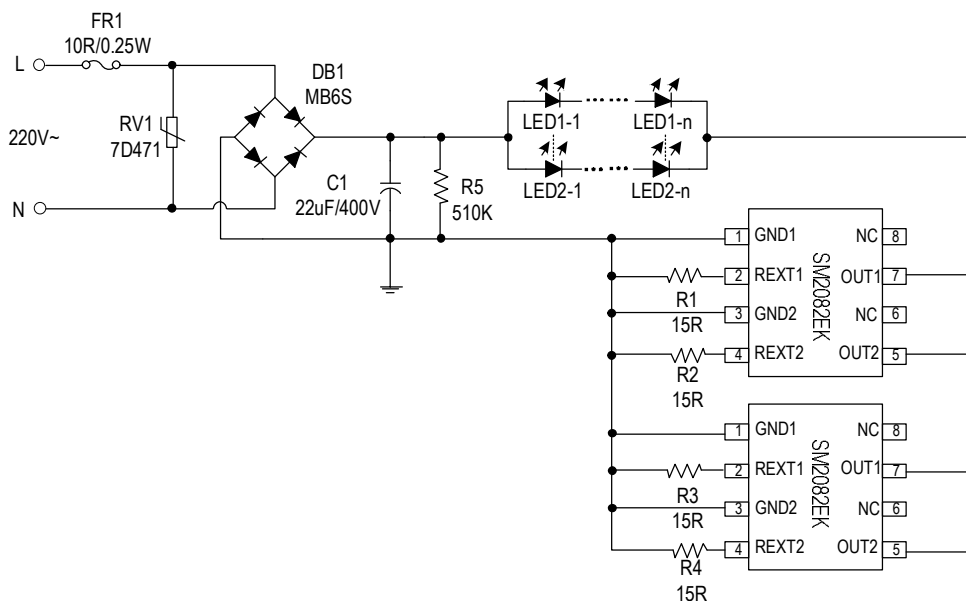 FR1
10R/0.25W
L
220V~
N
RV1
7D471
DB1
MB6S
C1
22uF/400V
R5
510K
LED1-1
LED1-n
LED2-1
LED2-n
1 GND1 NC 8
2 REXT1 OUT1 7
3 GND2 NC 6
4 REXT2 OUT2 5
SM2082EK
R1
15R
R2
15R
1 GND1 NC 8
2 REXT1 OUT1 7
3 GND2 NC 6
4 REXT2 OUT2 5
SM2082EK
R3
15R
R4
15R